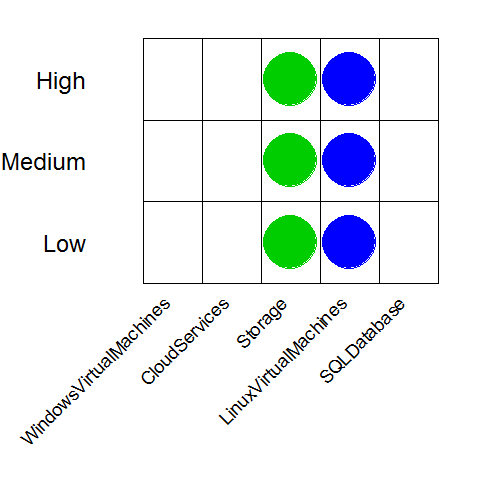 High
Medium
Low
WindowsVirtualMachines
CloudServices
Storage
LinuxVirtualMachines
SQLDatabase